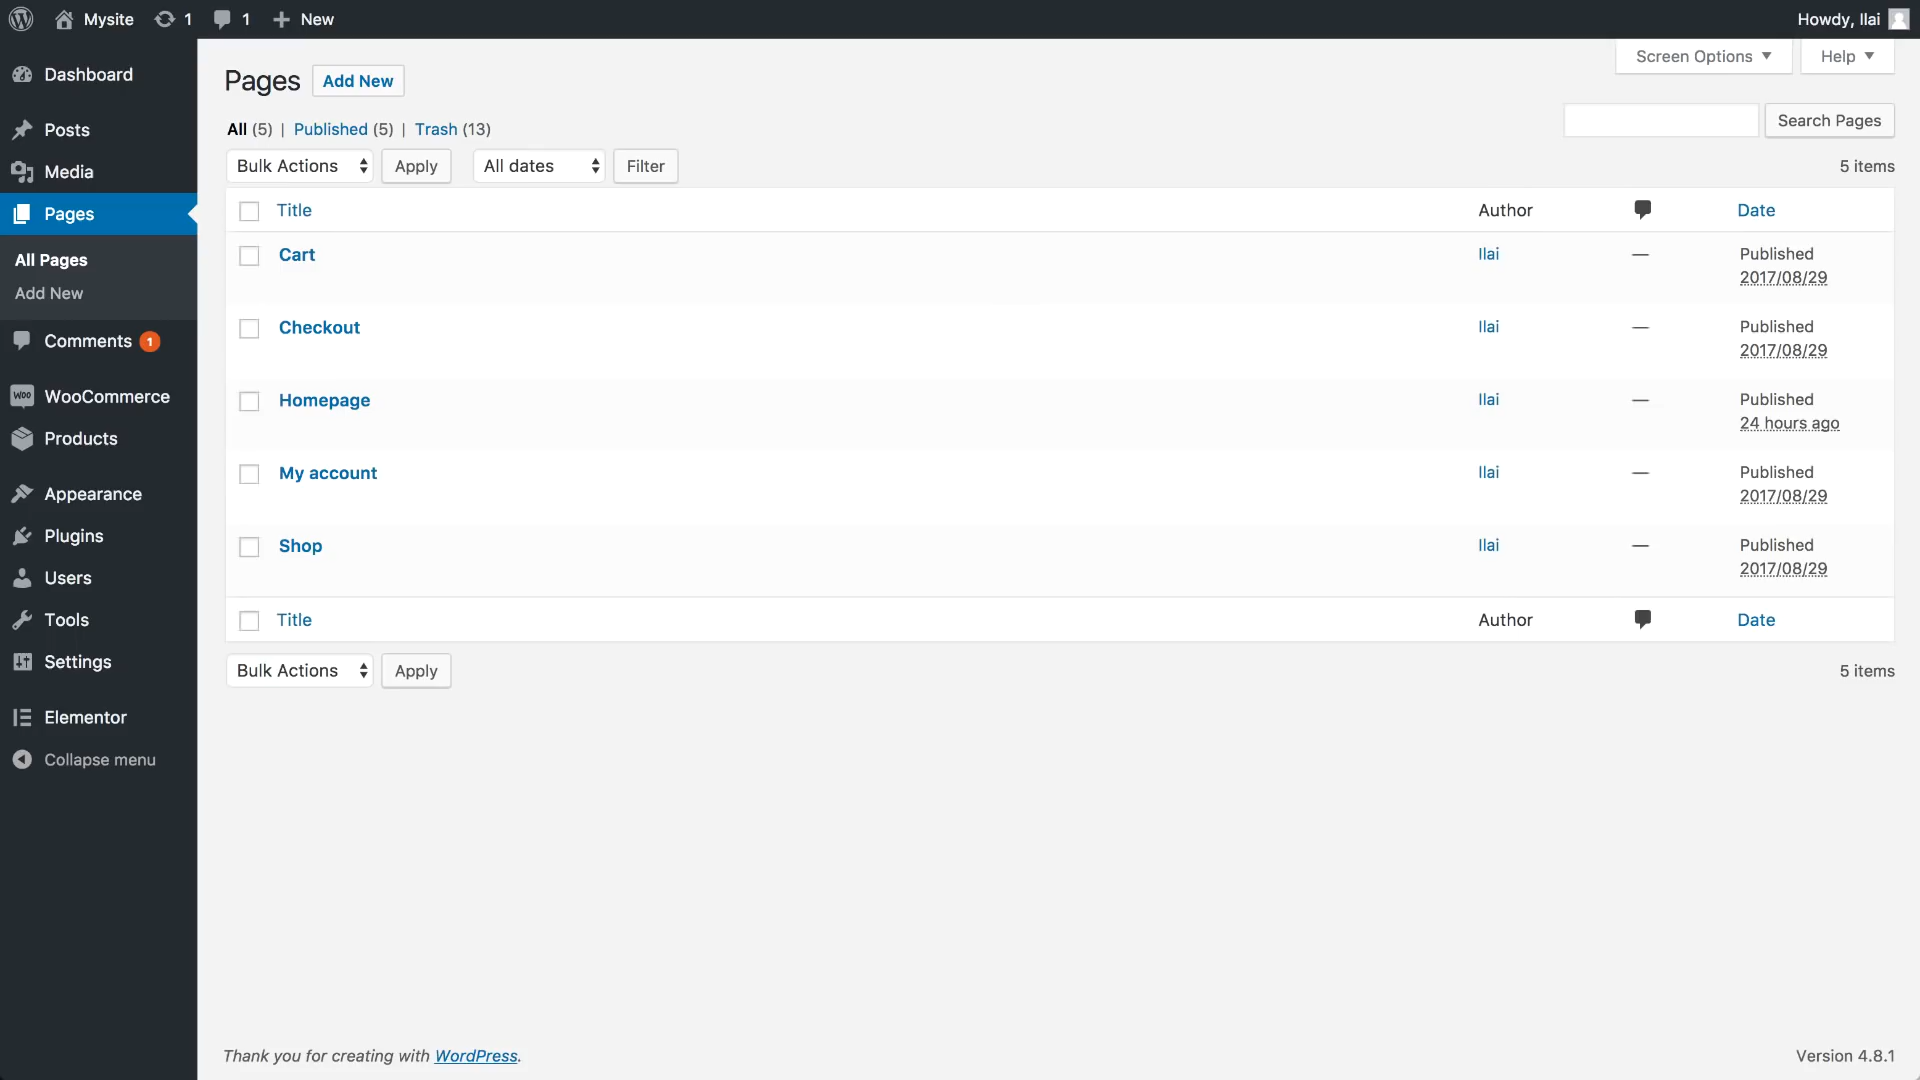 Mysite 1 1 New Howdy, Ilai
Dashboard
Posts
Media
Pages
All Pages
Add New
Comments 1
WooCommerce
Products
Appearance
Plugins
Users
Tools
Settings
Elementor
Collapse menu
Screen Options Help
Pages Add New
All (5) | Published (5) | Trash (13)
Search Pages
Bulk Actions Apply All dates Filter 5 items
Title Author Date
Cart Ilai — Published
2017/08/29
Checkout Ilai — Published
2017/08/29
Homepage Ilai — Published
24 hours ago
My account Ilai — Published
2017/08/29
Shop Ilai — Published
2017/08/29
Title Author Date
Bulk Actions Apply 5 items
Thank you for creating with WordPress. Version 4.8.1